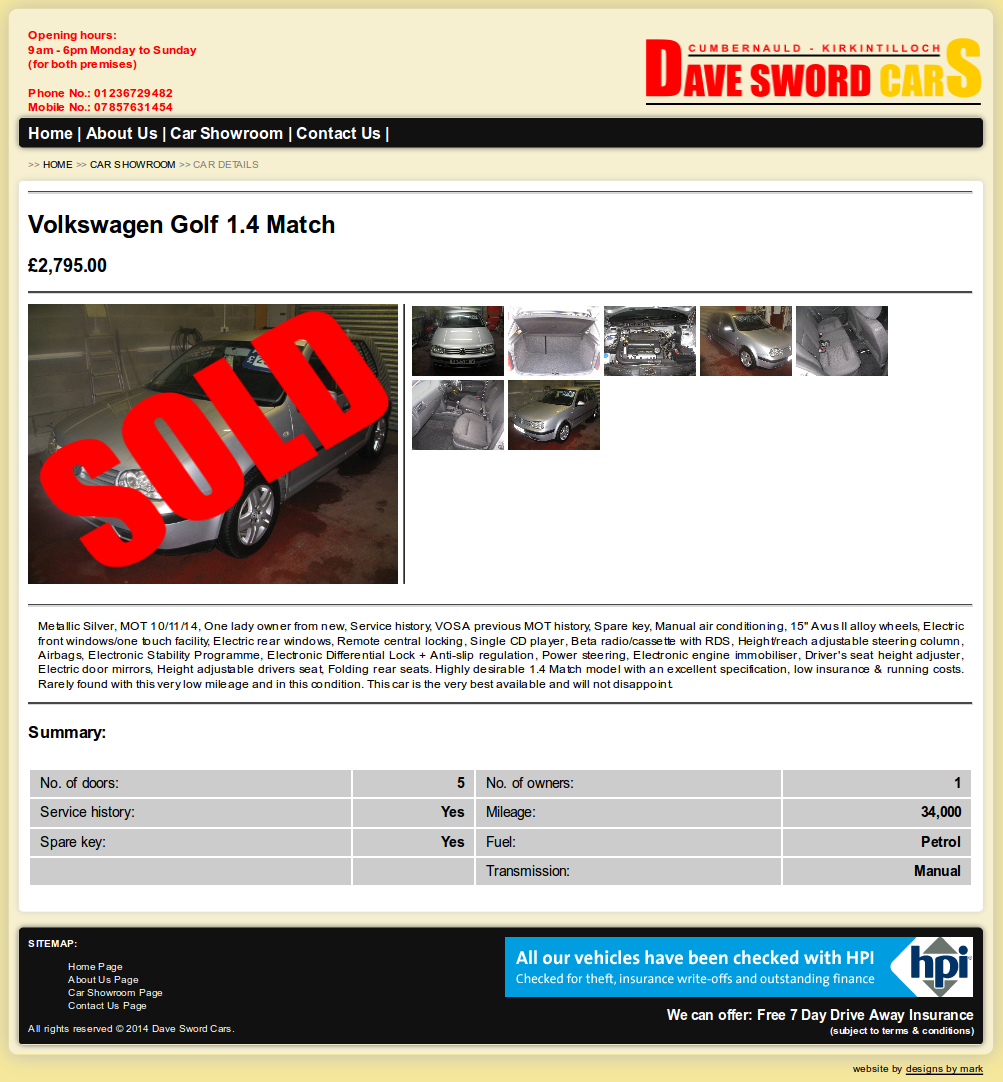 Opening hours:
9am - 6pm Monday to Sunday
(for both premises)
Phone No.: 01236729482
Mobile No.: 07857631454
CUMBERNAULD - KIRKINTILLOCH
DAVE SWORD CARS
Home | About Us | Car Showroom | Contact Us |
>> HOME >> CAR SHOWROOM >> CAR DETAILS
Volkswagen Golf 1.4 Match
£2,795.00
SOLD
Metallic Silver, MOT 10/11/14, One lady owner from new, Service history, VOSA previous MOT history, Spare key, Manual air conditioning, 15" Avus II alloy wheels, Electric
front windows/one touch facility, Electric rear windows, Remote central locking, Single CD player, Beta radio/cassette with RDS, Height/reach adjustable steering column,
Airbags, Electronic Stability Programme, Electronic Differential Lock + Anti-slip regulation, Power steering, Electronic engine immobiliser, Driver's seat height adjuster,
Electric door mirrors, Height adjustable drivers seat, Folding rear seats. Highly desirable 1.4 Match model with an excellent specification, low insurance & running costs.
Rarely found with this very low mileage and in this condition. This car is the very best available and will not disappoint.
Summary:
No. of doors: 5 No. of owners: 1
Service history: Yes Mileage: 34,000
Spare key: Yes Fuel: Petrol
Transmission: Manual
SITEMAP:
Home Page
About Us Page
Car Showroom Page
Contact Us Page
All rights reserved © 2014 Dave Sword Cars.
All our vehicles have been checked with HPI
Checked for theft, insurance write-offs and outstanding finance
hpi
We can offer: Free 7 Day Drive Away Insurance
(subject to terms & conditions)
website by designs by mark